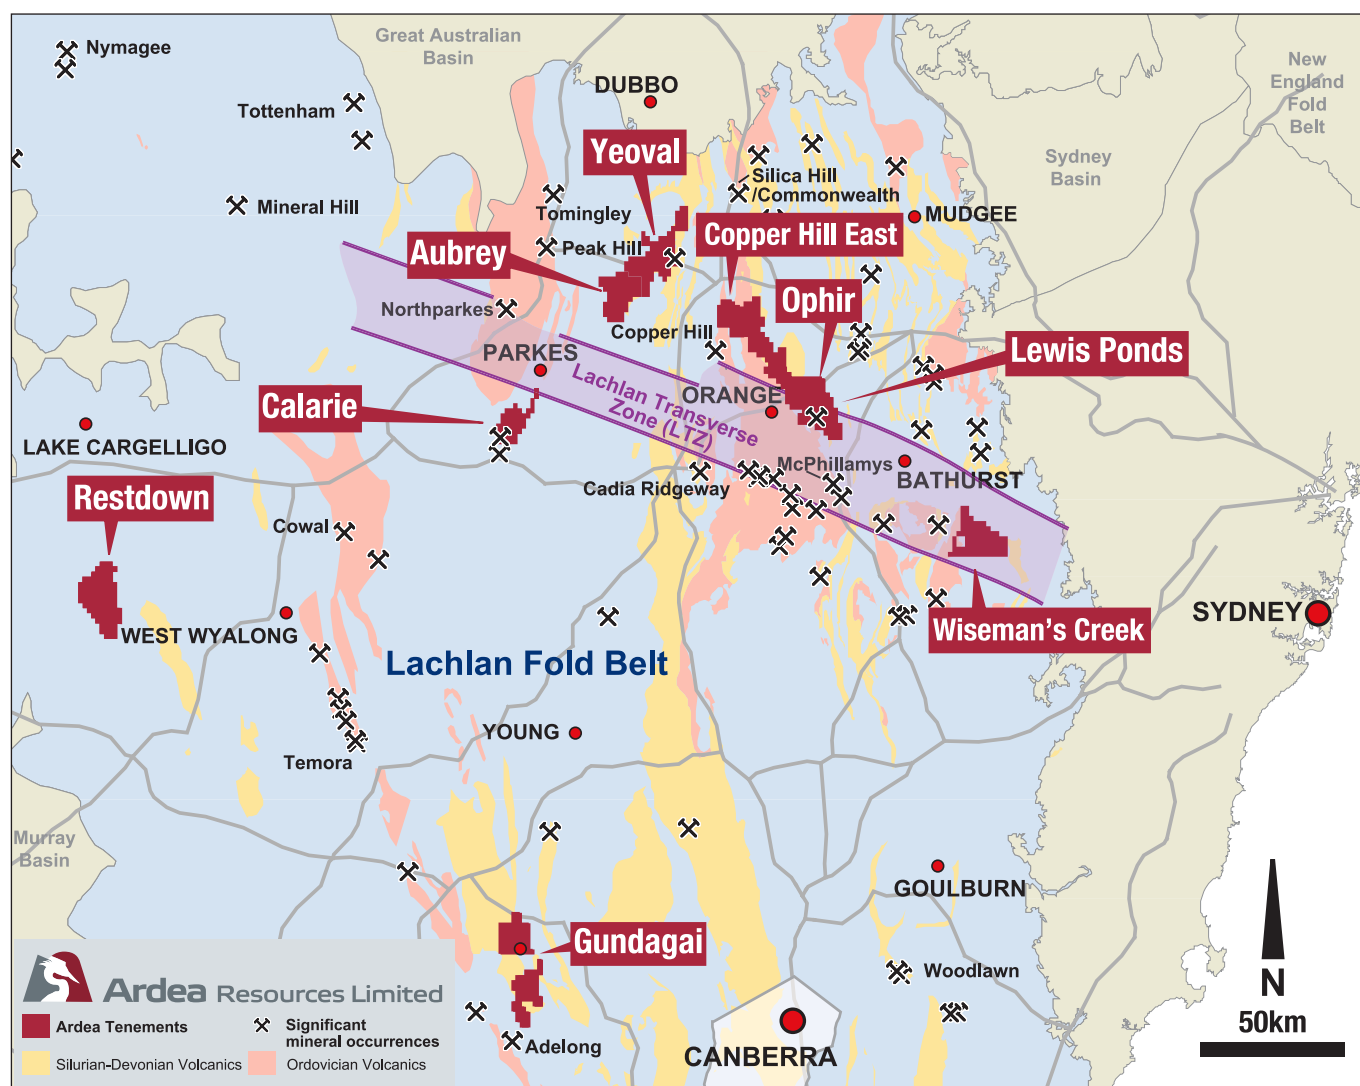 Nymagee
Great Australian
Basin
New
England
Fold
Belt
DUBBO
Tottenham
Yeoval
Sydney
Basin
Silica Hill
/Commonwealth
Mineral Hill
Tomingley
MUDGEE
Copper Hill East
Aubrey
Peak Hill
Ophir
Northparkes
Copper Hill
Lewis Ponds
PARKES
Lachlan Transverse
Zone (LTZ)
ORANGE
Calarie
LAKE CARGELLIGO
McPhillamys
BATHURST
Restdown
Cadia Ridgeway
Cowal
SYDNEY
WEST WYALONG
Wiseman's Creek
Lachlan Fold Belt
YOUNG
Temora
Murray
Basin
GOULBURN
Gundagai
Woodlawn
N
50km
Adelong
CANBERRA
Ardea Resources Limited
Ardea Tenements
Significant
mineral occurrences
Silurian-Devonian Volcanics
Ordovician Volcanics